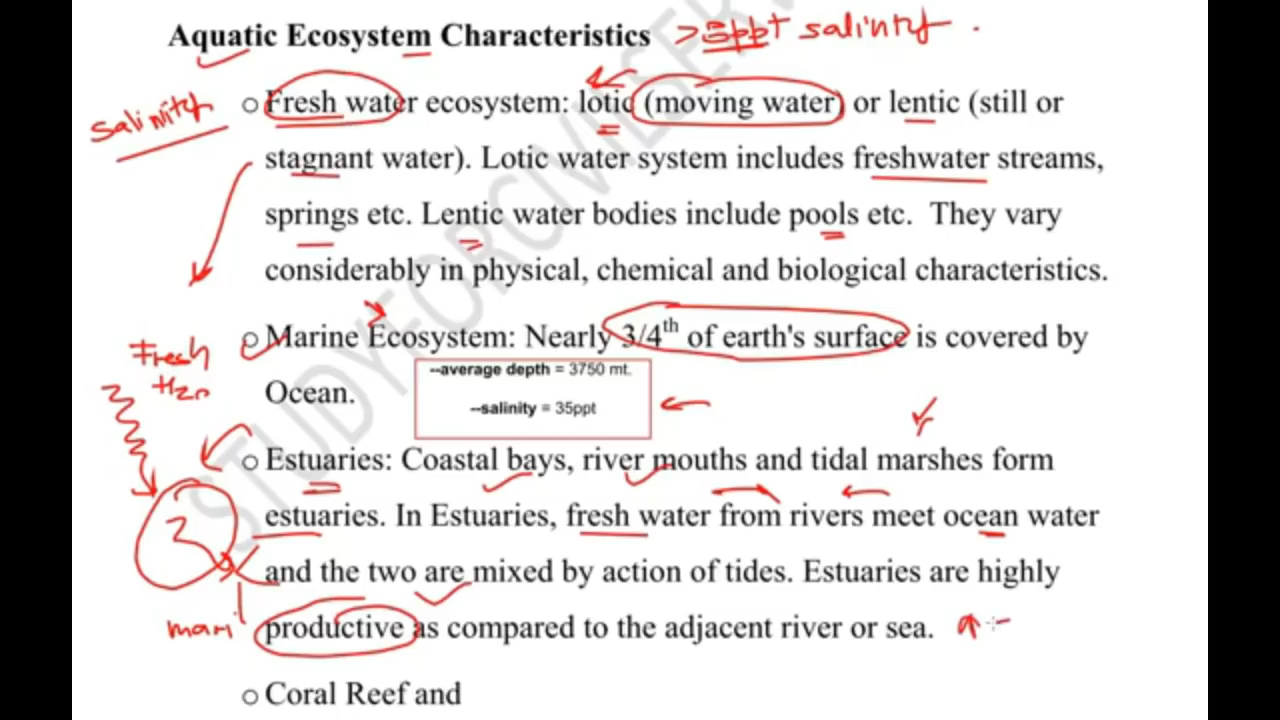 Aquatic Ecosystem Characteristics > 5ppt salinity .
salinity
o Fresh water ecosystem: lotic (moving water) or lentic (still or
stagnant water). Lotic water system includes freshwater streams,
springs etc. Lentic water bodies include pools etc. They vary
considerably in physical, chemical and biological characteristics.
o Marine Ecosystem: Nearly 3/4th of earth's surface is covered by
Ocean.
--average depth = 3750 mt.
--salinity = 35ppt
Fresh
o Estuaries: Coastal bays, river mouths and tidal marshes form
estuaries. In Estuaries, fresh water from rivers meet ocean water
3
and the two are mixed by action of tides. Estuaries are highly
mari
productive as compared to the adjacent river or sea.
o Coral Reef and
STUDYFORCIVILSERV